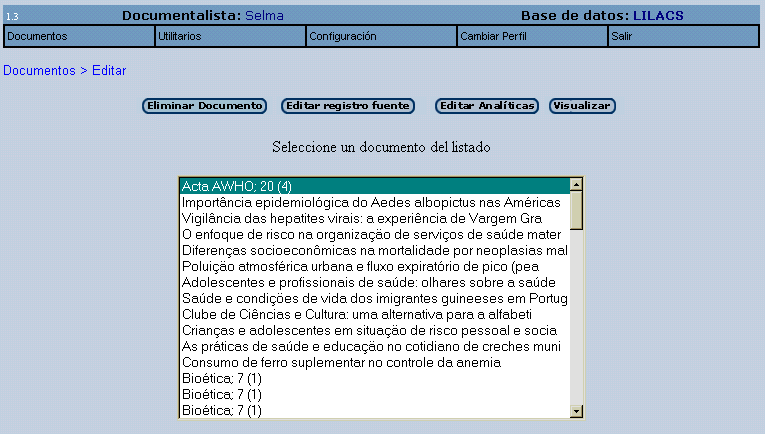 1.3 Documentalista: Selma Base de datos: LILACS
Documentos Utilitarios Configuración Cambiar Perfil Salir
Documentos > Editar
Eliminar Documento Editar registro fuente Editar Analíticas Visualizar
Seleccione un documento del listado
Acta AWHO; 20 (4)
Importância epidemiológica do Aedes albopictus nas Américas
Vigilância das hepatites virais: a experiência de Vargem Gra
O enfoque de risco na organização de serviços de saúde mater
Diferenças socioeconômicas na mortalidade por neoplasias mal
Poluição atmosférica urbana e fluxo expiratório de pico (pea
Adolescentes e profissionais de saúde: olhares sobre a saúde
Saúde e condições de vida dos imigrantes guineeses em Portug
Clube de Ciências e Cultura: uma alternativa para a alfabeti
Crianças e adolescentes em situação de risco pessoal e socia
As práticas de saúde e educação no cotidiano de creches muni
Consumo de ferro suplementar no controle da anemia
Bioética; 7 (1)
Bioética; 7 (1)
Bioética; 7 (1)